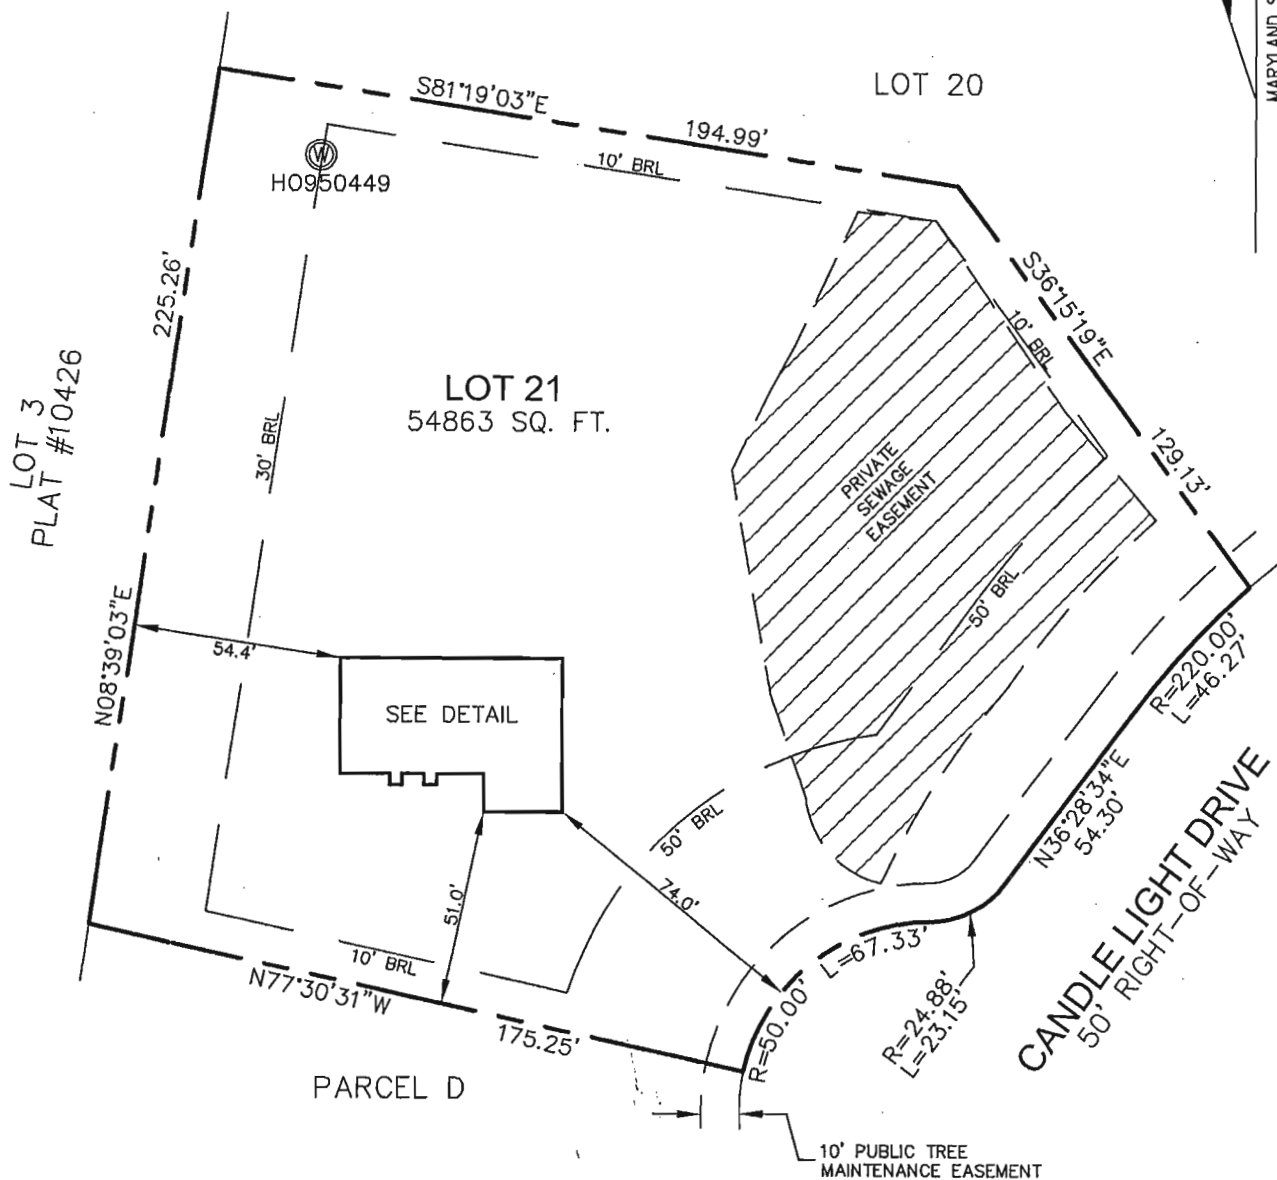 MARYLAND S
LOT 20
S81°19'03"E
194.99'
10' BRL
W
HO950449
225.26'
S36°15'19"E
10' BRL
LOT 3
PLAT #10426
LOT 21
54863 SQ. FT.
30' BRL
129.13'
PRIVATE
SEWAGE
EASEMENT
50' BRL
N08°39'03"E
54.4'
SEE DETAIL
R=220.00'
L=46.27'
50' BRL
N36°28'34"E
54.30'
CANDLE LIGHT DRIVE
50' RIGHT-OF-WAY
74.0'
51.0'
10' BRL
L=67.33'
N77°30'31"W
175.25'
R=50.00'
R=24.88'
L=23.15'
PARCEL D
10' PUBLIC TREE
MAINTENANCE EASEMENT